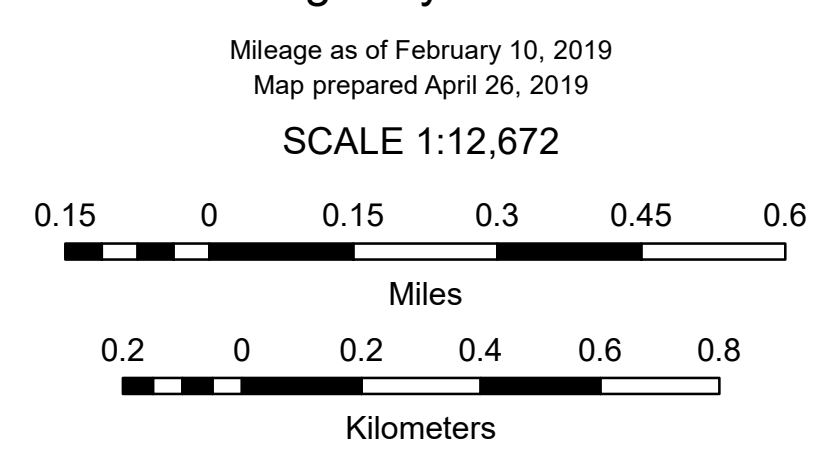 Mileage as of February 10, 2019
Map prepared April 26, 2019
SCALE 1:12,672
0.15 0 0.15 0.3 0.45 0.6
Miles
0.2 0 0.2 0.4 0.6 0.8
Kilometers